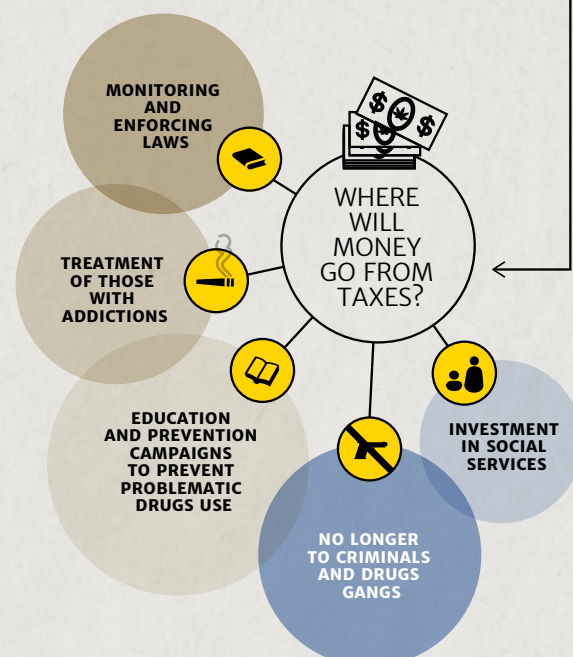 MONITORING
AND
ENFORCING
LAWS
$ $
$
WHERE
WILL
MONEY
GO FROM
TAXES?
TREATMENT
OF THOSE
WITH
ADDICTIONS
EDUCATION
AND PREVENTION
CAMPAIGNS
TO PREVENT
PROBLEMATIC
DRUGS USE
INVESTMENT
IN SOCIAL
SERVICES
NO LONGER
TO CRIMINALS
AND DRUGS
GANGS